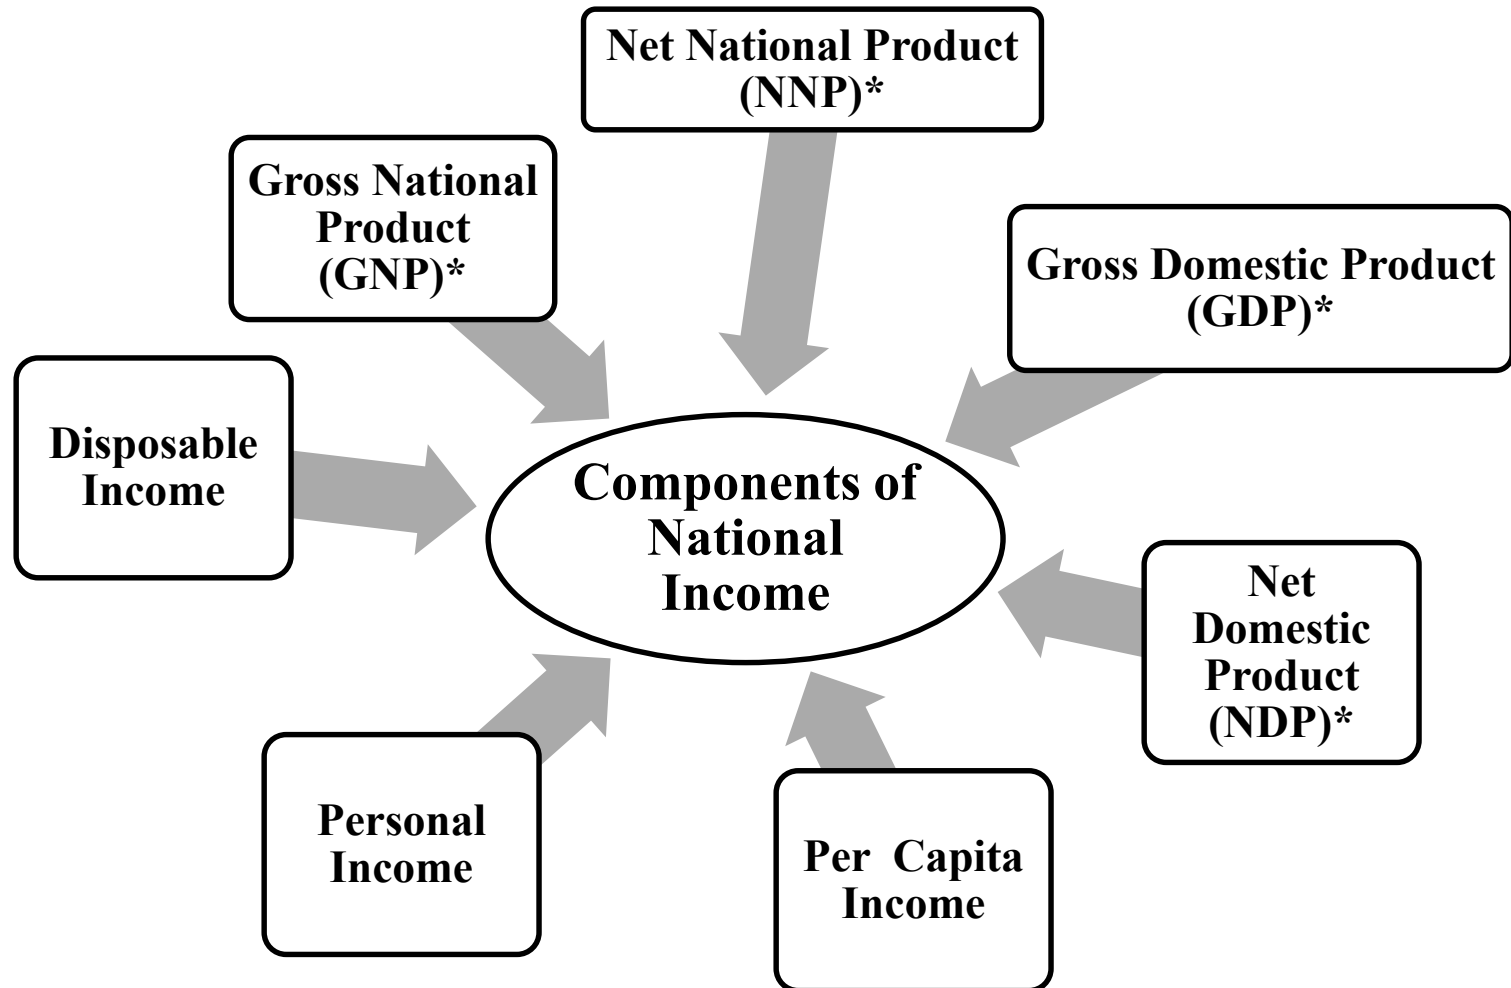 Net National Product
(NNP)*
Gross National
Product
(GNP)*
Gross Domestic Product
(GDP)*
Disposable
Income
Components of
National
Income
Net
Domestic
Product
(NDP)*
Personal
Income
Per Capita
Income